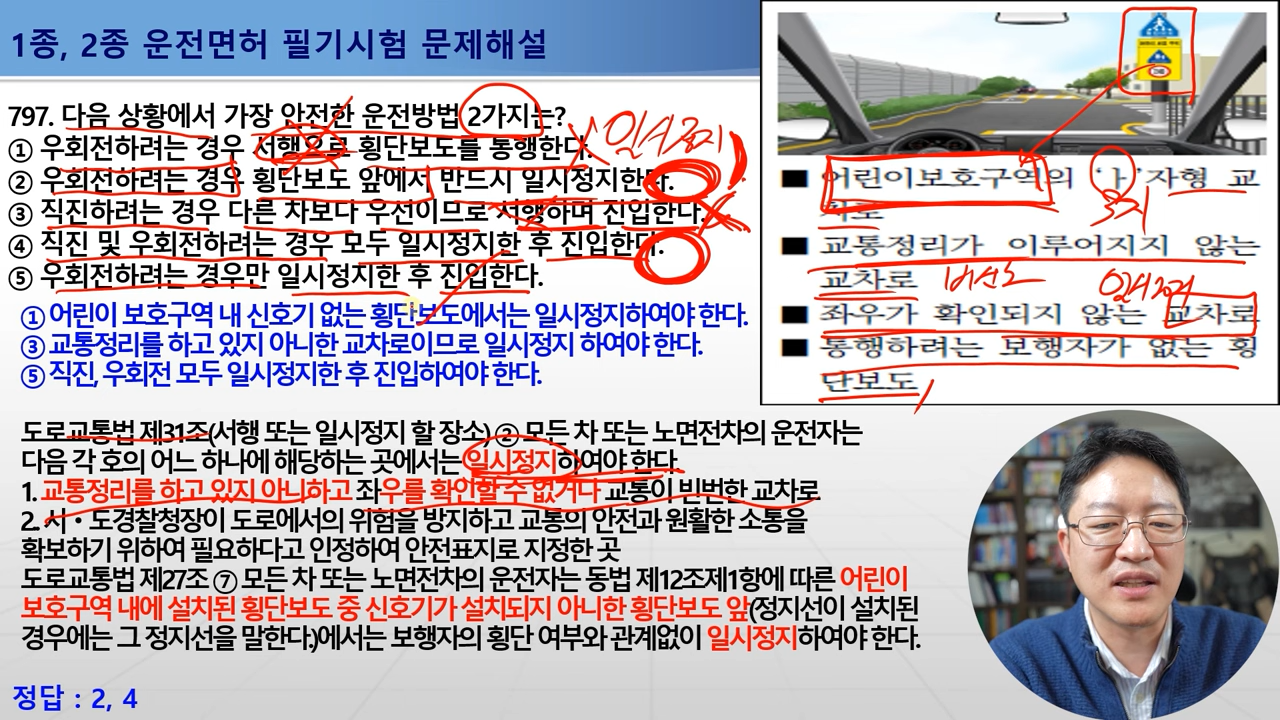 1종, 2종 운전면허 필기시험 문제해설
797. 다음 상황에서 가장 안전한 운전방법 2가지는?
① 우회전하려는 경우 서행으로 횡단보도를 통행한다.
② 우회전하려는 경우 횡단보도 앞에서 반드시 일시정지한다.
③ 직진하려는 경우 다른 차보다 우선이므로 서행하며 진입한다.
④ 직진 및 우회전하려는 경우 모두 일시정지한 후 진입한다.
⑤ 우회전하려는 경우만 일시정지한 후 진입한다.
① 어린이 보호구역 내 신호기 없는 횡단보도에서는 일시정지하여야 한다.
③ 교통정리를 하고 있지 아니한 교차로이므로 일시정지 하여야 한다.
⑤ 직진, 우회전 모두 일시정지한 후 진입하여야 한다.
■ 어린이보호구역의 'ㅏ'자형 교
차로
■ 교통정리가 이루어지지 않는
교차로
■ 좌우가 확인되지 않는 교차로
■ 통행하려는 보행자가 없는 횡
단보도
도로교통법 제31조(서행 또는 일시정지 할 장소) ② 모든 차 또는 노면전차의 운전자는
다음 각 호의 어느 하나에 해당하는 곳에서는 일시정지하여야 한다.
1. 교통정리를 하고 있지 아니하고 좌우를 확인할 수 없거나 교통이 빈번한 교차로
2. 시・도경찰청장이 도로에서의 위험을 방지하고 교통의 안전과 원활한 소통을
확보하기 위하여 필요하다고 인정하여 안전표지로 지정한 곳
도로교통법 제27조 ⑦ 모든 차 또는 노면전차의 운전자는 동법 제12조제1항에 따른 어린이
보호구역 내에 설치된 횡단보도 중 신호기가 설치되지 아니한 횡단보도 앞(정지선이 설치된
경우에는 그 정지선을 말한다.)에서는 보행자의 횡단 여부와 관계없이 일시정지하여야 한다.
정답 : 2, 4